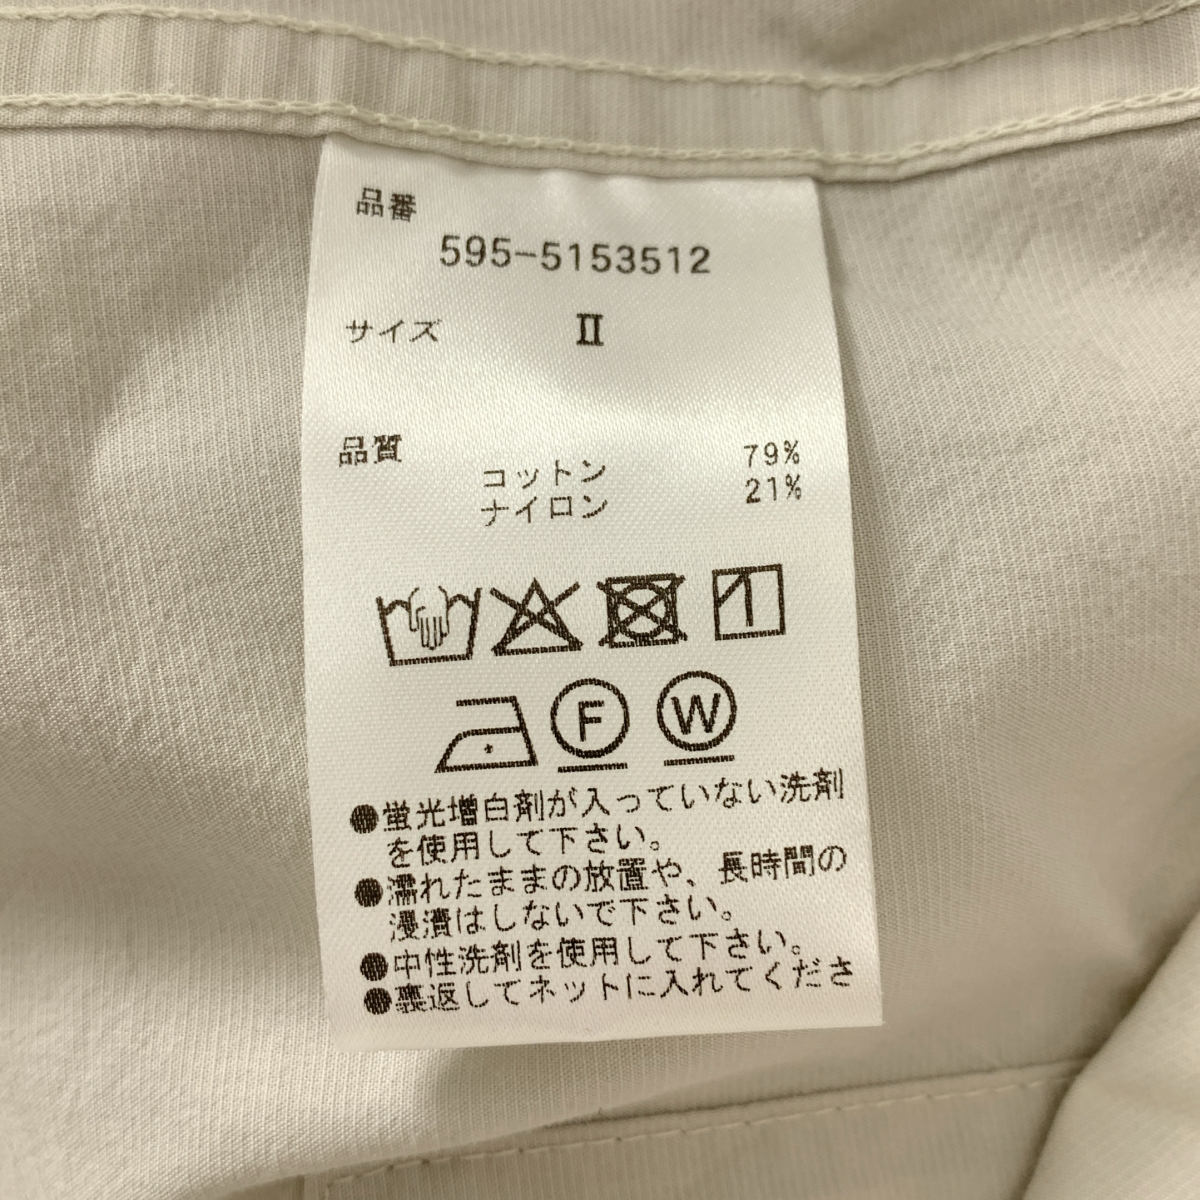 品番
595-5153512
サイズ Ⅱ
品質
コットン 79%
ナイロン 21%
F W
●蛍光増白剤が入っていない洗剤
を使用して下さい。
●濡れたままの放置や、長時間の
浸漬はしないで下さい。
●中性洗剤を使用して下さい。
●裏返してネットに入れてくださ